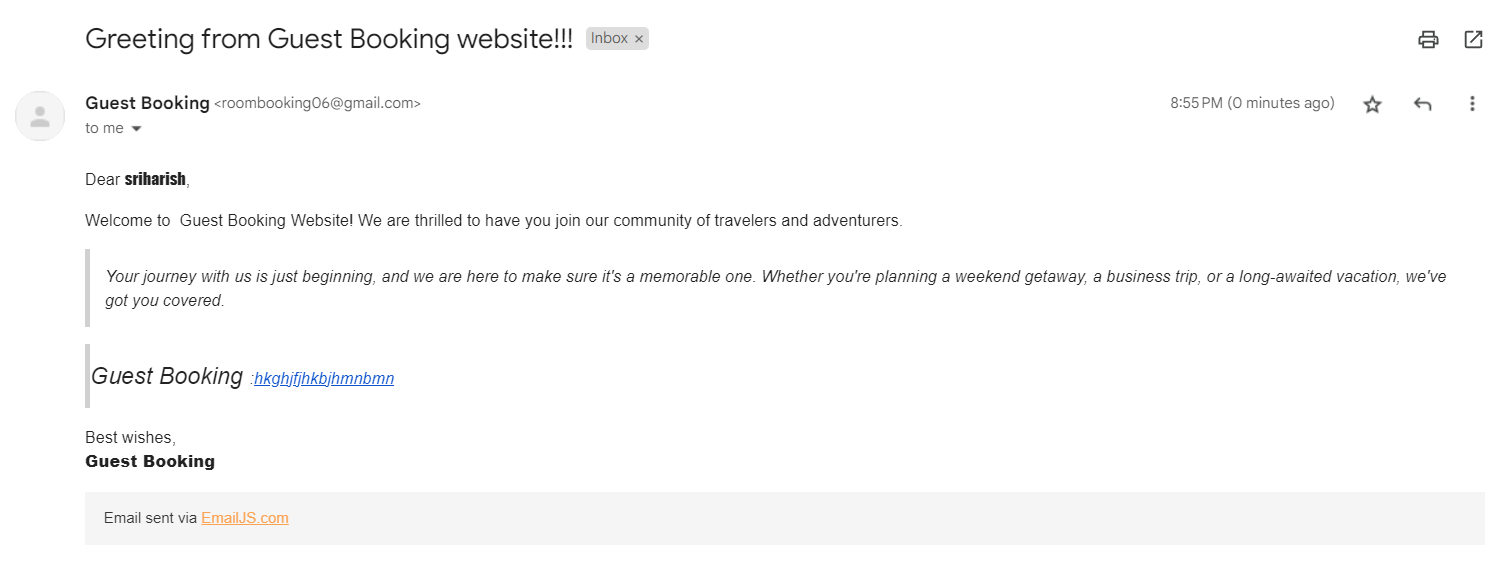 Greeting from Guest Booking website!!! Inbox ×
Guest Booking <roombooking06@gmail.com> 8:55 PM (0 minutes ago)
to me
Dear sriharish,
Welcome to  Guest Booking Website! We are thrilled to have you join our community of travelers and adventurers.
Your journey with us is just beginning, and we are here to make sure it's a memorable one. Whether you're planning a weekend getaway, a business trip, or a long-awaited vacation, we've
got you covered.
Guest Booking :hkghjfjhkbjhmnbmn
Best wishes,
Guest Booking
Email sent via EmailJS.com